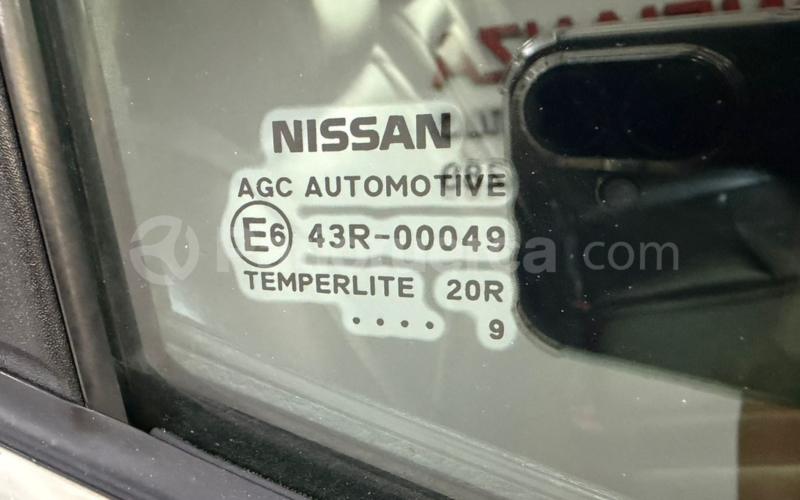 NISSAN
AGC AUTOMOTIVE
E6 43R-00049
TEMPERLITE 20R
.... 9